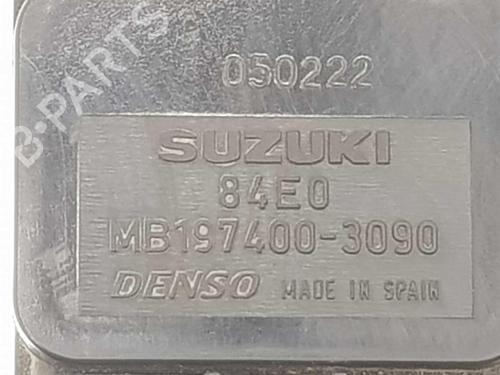 050222
SUZUKI
84E0
MB197400-3090
DENSO MADE IN SPAIN
B-PARTS